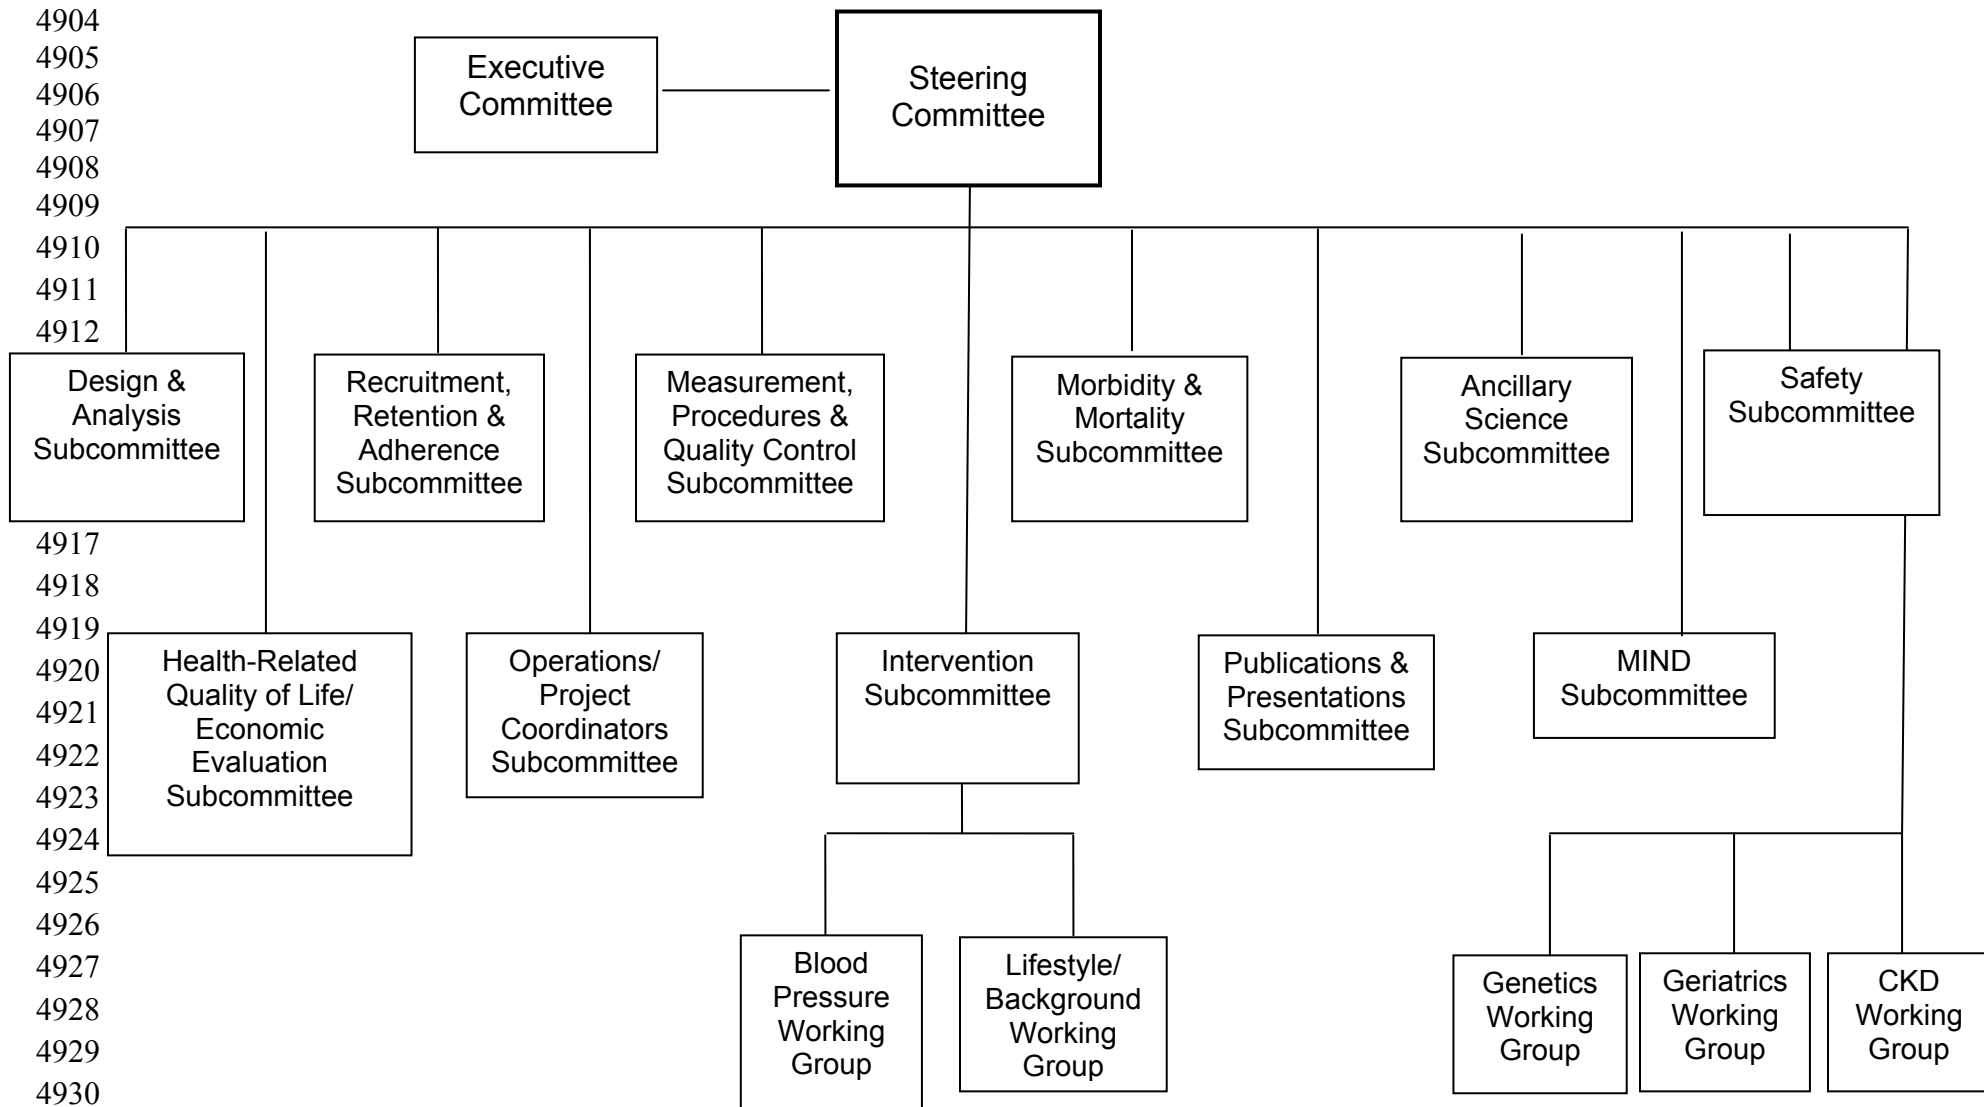 4904
4905
4906
4907
4908
4909
4910
4911
4912
4917
4918
4919
4920
4921
4922
4923
4924
4925
4926
4927
4928
4929
4930
Executive
Committee
Steering
Committee
Design &
Analysis
Subcommittee
Recruitment,
Retention &
Adherence
Subcommittee
Measurement,
Procedures &
Quality Control
Subcommittee
Morbidity &
Mortality
Subcommittee
Ancillary
Science
Subcommittee
Safety
Subcommittee
Health-Related
Quality of Life/
Economic
Evaluation
Subcommittee
Operations/
Project
Coordinators
Subcommittee
Intervention
Subcommittee
Publications &
Presentations
Subcommittee
MIND
Subcommittee
Blood
Pressure
Working
Group
Lifestyle/
Background
Working
Group
Genetics
Working
Group
Geriatrics
Working
Group
CKD
Working
Group